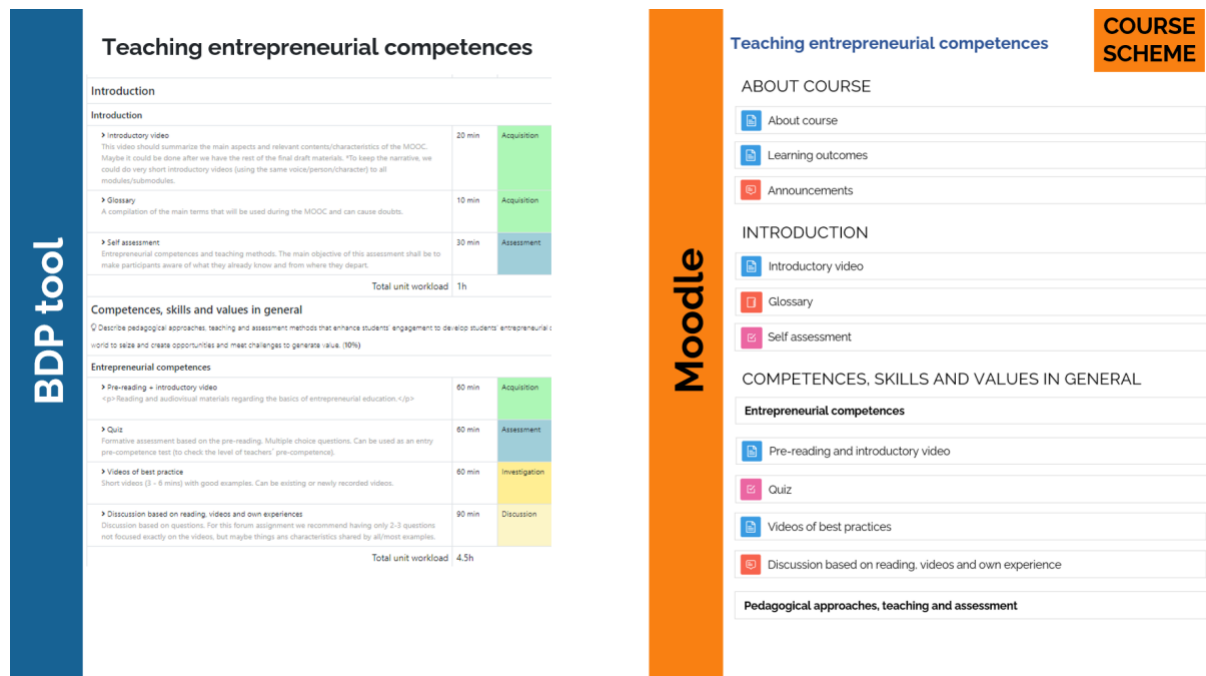 BDP tool
Teaching entrepreneurial competences
Introduction
Introduction
> Introductory video 20 min Acquisition
This video should summarize the main aspects and relevant contents/characteristics of the MOOC.
Maybe it could be done after we have the rest of the final draft materials. *To keep the narrative, we
could do very short introductory videos (using the same voice/person/character) to all
modules/submodules.
> Glossary 10 min Acquisition
A compilation of the main terms that will be used during the MOOC and can cause doubts.
> Self assessment 30 min Assessment
Entrepreneurial competences and teaching methods. The main objective of this assessment shall be to
make participants aware of what they already know and from where they depart.
Total unit workload 1h
Competences, skills and values in general
Describe pedagogical approaches, teaching and assessment methods that enhance students' engagement to develop students' entrepreneurial c
world to seize and create opportunities and meet challenges to generate value. (10%)
Entrepreneurial competences
> Pre-reading + introductory video 60 min Acquisition
<p>Reading and audiovisual materials regarding the basics of entrepreneurial education.</p>
> Quiz 60 min Assessment
Formative assessment based on the pre-reading. Multiple choice questions. Can be used as an entry
pre-competence test (to check the level of teachers' pre-competence).
> Videos of best practice 60 min Investigation
Short videos (3 - 6 mins) with good examples. Can be existing or newly recorded videos.
> Disscussion based on reading, videos and own experiences 90 min Discussion
Discussion based on questions. For this forum assignment we recommend having only 2-3 questions
not focused exactly on the videos, but maybe things ans characteristics shared by all/most examples.
Total unit workload 4.5h
Moodle
COURSE
SCHEME
Teaching entrepreneurial competences
ABOUT COURSE
About course
Learning outcomes
Announcements
INTRODUCTION
Introductory video
Glossary
Self assessment
COMPETENCES, SKILLS AND VALUES IN GENERAL
Entrepreneurial competences
Pre-reading and introductory video
Quiz
Videos of best practices
Discussion based on reading, videos and own experience
Pedagogical approaches, teaching and assessment